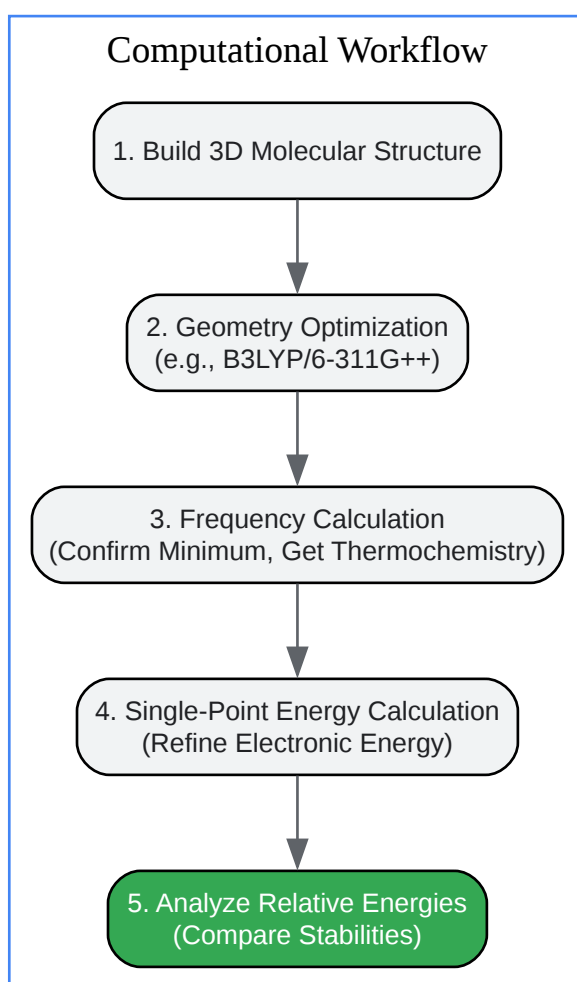 Computational Workflow
1. Build 3D Molecular Structure
2. Geometry Optimization
(e.g., B3LYP/6-311G++)
3. Frequency Calculation
(Confirm Minimum, Get Thermochemistry)
4. Single-Point Energy Calculation
(Refine Electronic Energy)
5. Analyze Relative Energies
(Compare Stabilities)